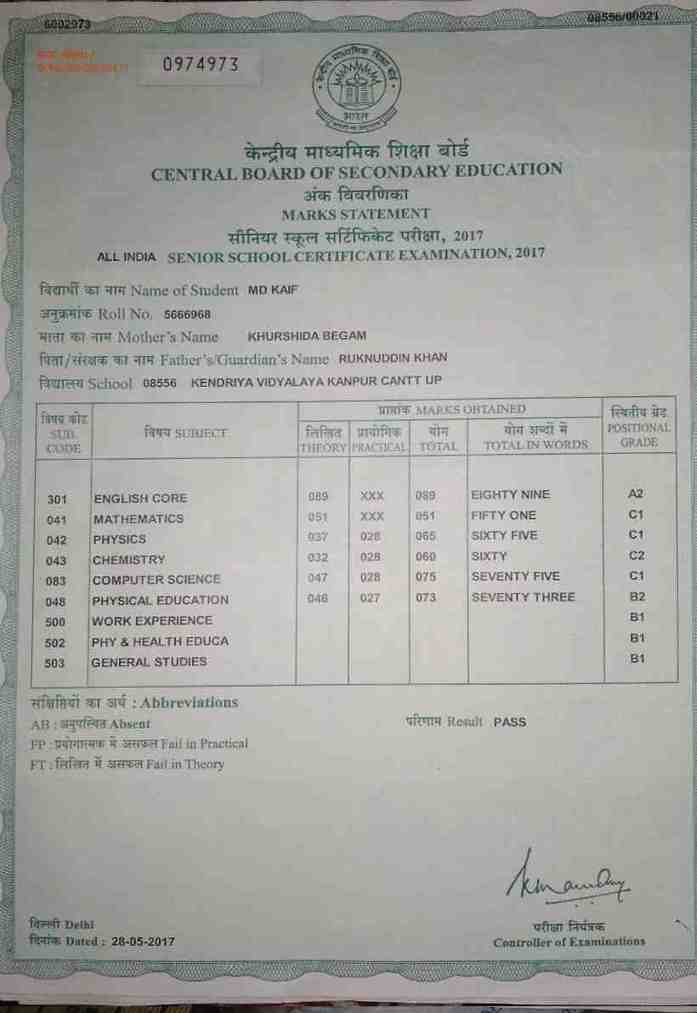 6602973
08556/00021
0974973
भारत
केन्द्रीय माध्यमिक शिक्षा बोर्ड
CENTRAL BOARD OF SECONDARY EDUCATION
अंक विवरणिका
MARKS STATEMENT
सीनियर स्कूल सर्टिफिकेट परीक्षा, 2017
ALL INDIA SENIOR SCHOOL CERTIFICATE EXAMINATION, 2017
विद्यार्थी का नाम Name of Student MD KAIF
अनुक्रमांक Roll No. 5666968
माता का नाम Mother's Name KHURSHIDA BEGAM
पिता/संरक्षक का नाम Father's/Guardian's Name RUKNUDDIN KHAN
विद्यालय School 08556 KENDRIYA VIDYALAYA KANPUR CANTT UP
विषय कोड SUB. CODE
विषय SUBJECT
प्राप्तांक MARKS OBTAINED
लिखित THEORY
प्रायोगिक PRACTICAL
योग TOTAL
योग शब्दों में TOTAL IN WORDS
स्थितीय ग्रेड POSITIONAL GRADE
301 ENGLISH CORE 089 XXX 089 EIGHTY NINE A2
041 MATHEMATICS 051 XXX 051 FIFTY ONE C1
042 PHYSICS 037 028 065 SIXTY FIVE C1
043 CHEMISTRY 032 028 060 SIXTY C2
083 COMPUTER SCIENCE 047 028 075 SEVENTY FIVE C1
048 PHYSICAL EDUCATION 046 027 073 SEVENTY THREE B2
500 WORK EXPERIENCE B1
502 PHY & HEALTH EDUCA B1
503 GENERAL STUDIES B1
संक्षिप्तियों का अर्थ : Abbreviations
AB : अनुपस्थित Absent
परिणाम Result PASS
FP : प्रयोगात्मक में असफल Fail in Practical
FT : लिखित में असफल Fail in Theory
दिल्ली Delhi
दिनांक Dated : 28-05-2017
परीक्षा नियंत्रक
Controller of Examinations